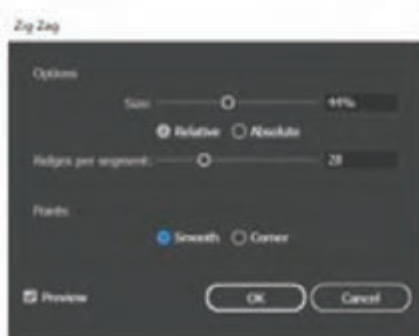 Zig Zag
Options
Size: 44%
Relative Absolute
Ridges per segment: 28
Points
Smooth Corner
Preview OK Cancel